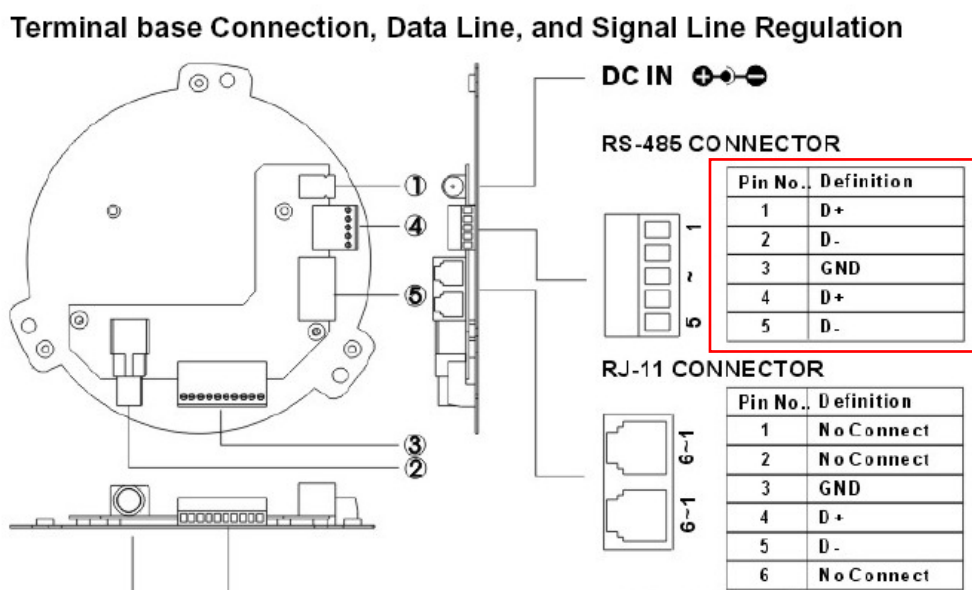 Terminal base Connection, Data Line, and Signal Line Regulation
DC IN
RS-485 CONNECTOR
Pin No.. Definition
1 D+
2 D-
3 GND
4 D+
5 D-
1 ~ 5
RJ-11 CONNECTOR
Pin No.. Definition
1 No Connect
2 No Connect
3 GND
4 D+
5 D-
6 No Connect
6~1
6~1
①
④
⑤
③
②